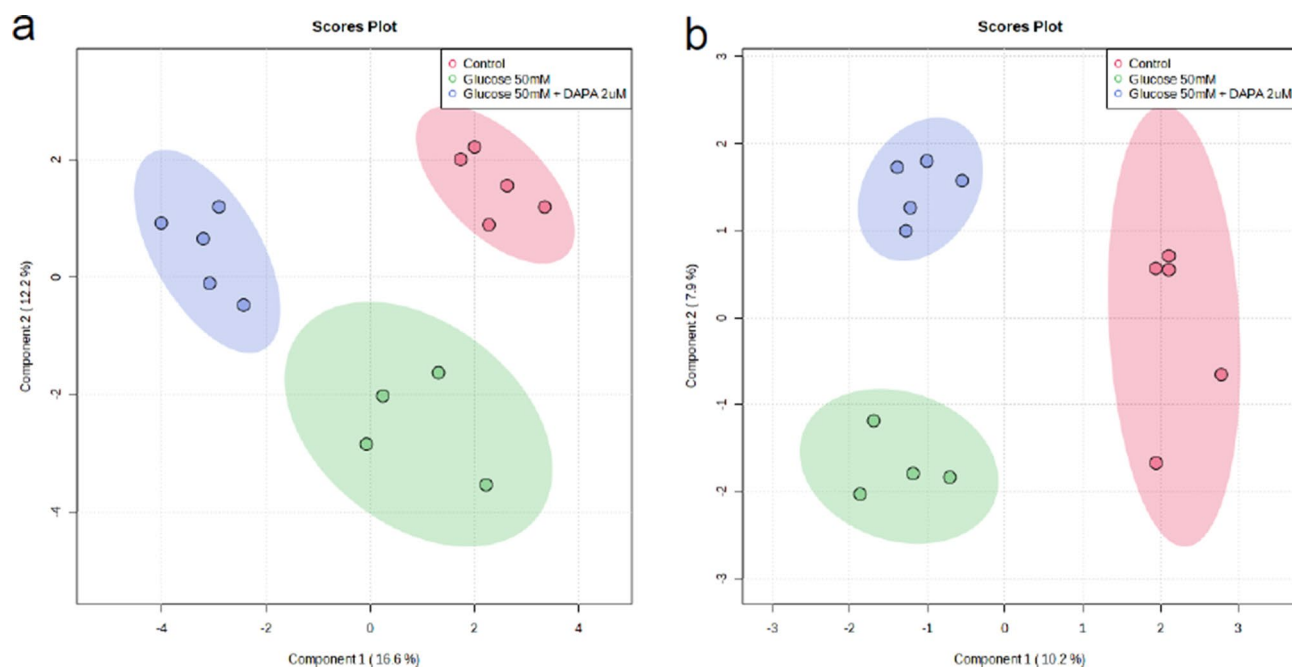 a
Scores Plot
Control
Glucose 50mM
Glucose 50mM + DAPA 2uM
Component 2 ( 12.2 %)
2
0
-2
-4
-4 -2 0 2 4
Component 1 ( 16.6 %)
b
Scores Plot
Control
Glucose 50mM
Glucose 50mM + DAPA 2uM
Component 2 ( 7.9 %)
3
2
1
0
-1
-2
-3
-3 -2 -1 0 1 2 3
Component 1 ( 10.2 %)